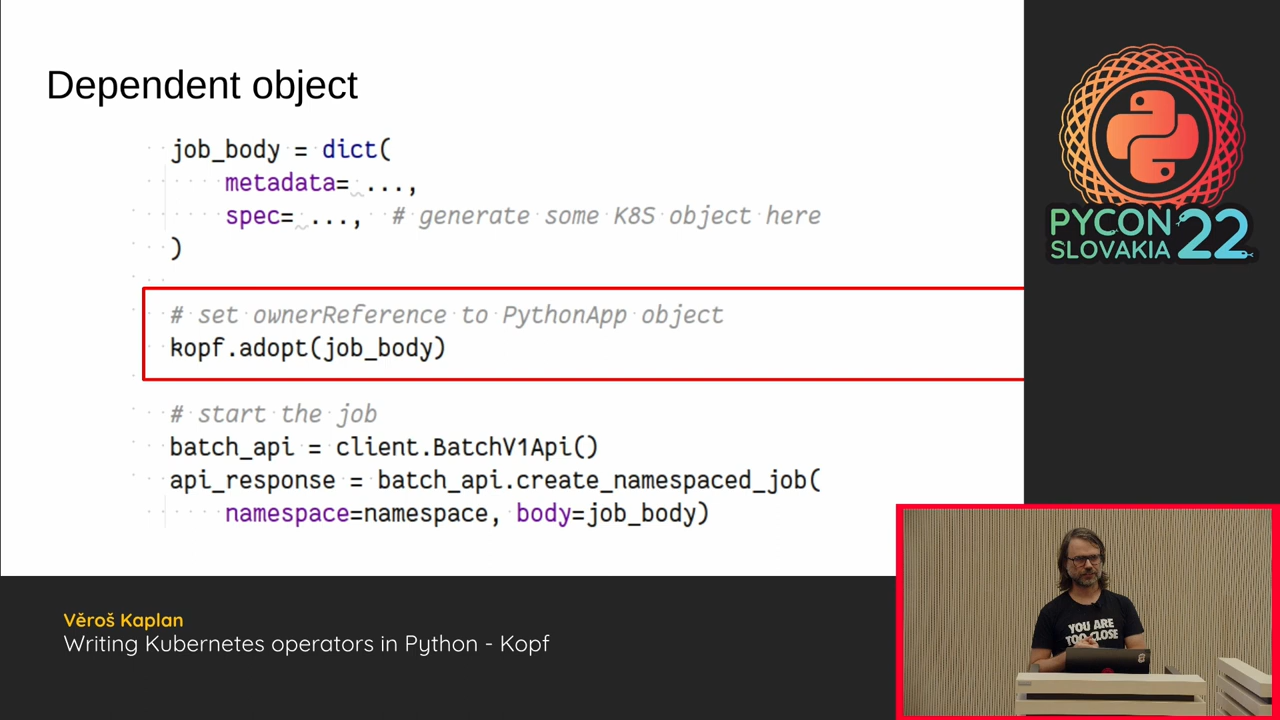 Dependent object
job_body = dict(
metadata= ...,
spec= ..., # generate some K8S object here
)
# set ownerReference to PythonApp object
kopf.adopt(job_body)
# start the job
batch_api = client.BatchV1Api()
api_response = batch_api.create_namespaced_job(
namespace=namespace, body=job_body)
PYCON
SLOVAKIA 22
Věroš Kaplan
Writing Kubernetes operators in Python - Kopf
YOU ARE
TOO CLOSE